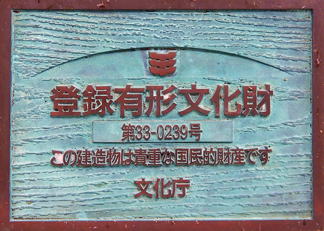 登録有形文化財
第33-0239号
この建造物は貴重な国民的財産です
文化庁